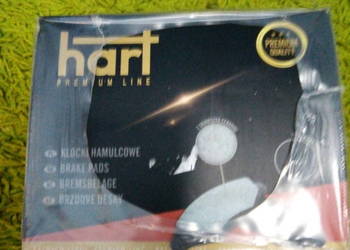 hart
PREMIUM LINE
PREMIUM
QUALITY
KLOCKI HAMULCOWE
BRAKE PADS
BREMSBELÄGE
BRZDOVÉ DESKY